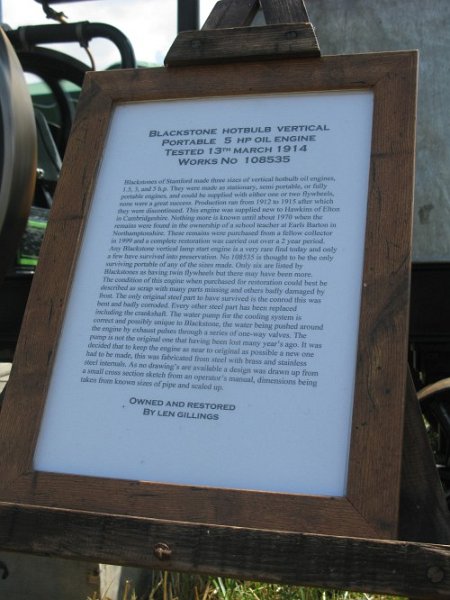 BLACKSTONE HOTBULB VERTICAL
PORTABLE 5 HP OIL ENGINE
TESTED 13TH MARCH 1914
WORKS NO 108535
Blackstones of Stamford made three sizes of vertical hotbulb oil engines,
1.5, 3, and 5 h.p. They were made as stationary, semi portable, or fully
portable engines, and could be supplied with either one or two flywheels,
none were a great success. Production ran from 1912 to 1915 after which
they were discontinued. This engine was supplied new to Hawkins of Elton
in Cambridgeshire. Nothing more is known until about 1970 when the
remains were found in the ownership of a school teacher at Earls Barton in
Northamptonshire. These remains were purchased from a fellow collector
in 1999 and a complete restoration was carried out over a 2 year period.
Any Blackstone vertical lamp start engine is a very rare find today and only
a few have survived into preservation. No 108535 is thought to be the only
surviving portable of any of the sizes made. Only six are listed by
Blackstones as having twin flywheels but there may have been more.
The condition of this engine when purchased for restoration could best be
described as scrap with many parts missing and others badly damaged by
frost. The only original steel part to have survived is the conrod this was
bent and badly corroded. Every other steel part has been replaced
including the crankshaft. The water pump for the cooling system is
correct and possibly unique to Blackstone, the water being pushed around
the engine by exhaust pulses through a series of one-way valves. The
pump is not the original one that having been lost many year's ago. It was
decided that to keep the engine as near to original as possible a new one
had to be made, this was fabricated from steel with brass and stainless
steel internals. As no drawing's are available a design was drawn up from
a small cross section sketch from an operator's manual, dimensions being
taken from known sizes of pipe and scaled up.
OWNED AND RESTORED
BY LEN GILLINGS